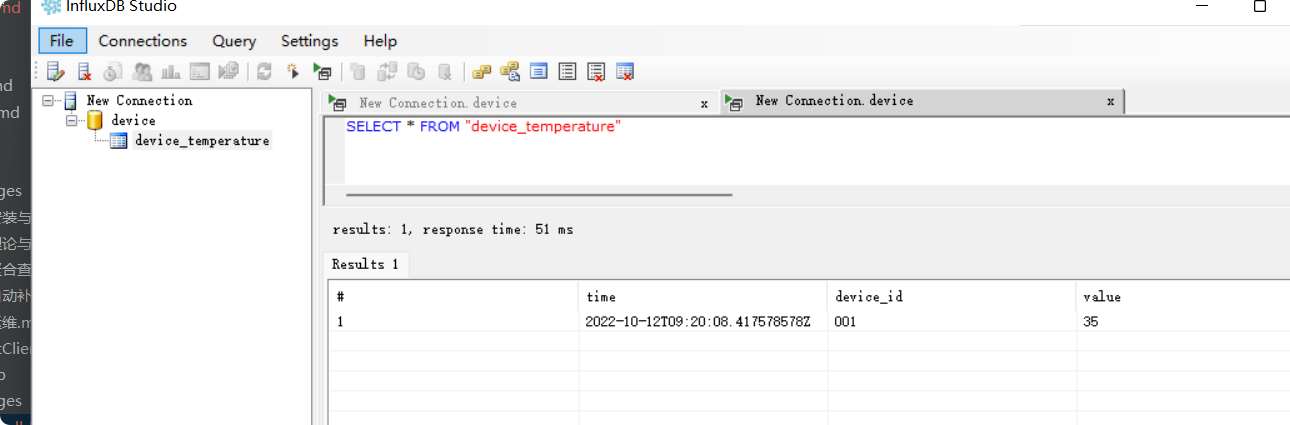 InfluxDB Studio
File Connections Query Settings Help
New Connection
device
device_temperature
New Connection.device x New Connection.device x
SELECT * FROM "device_temperature"
results: 1, response time: 51 ms
Results 1
# time device_id value
1 2022-10-12T09:20:08.417578578Z 001 35
md
nd
md
ges
装与
论与
合查
动补
维.m
tClien
ges